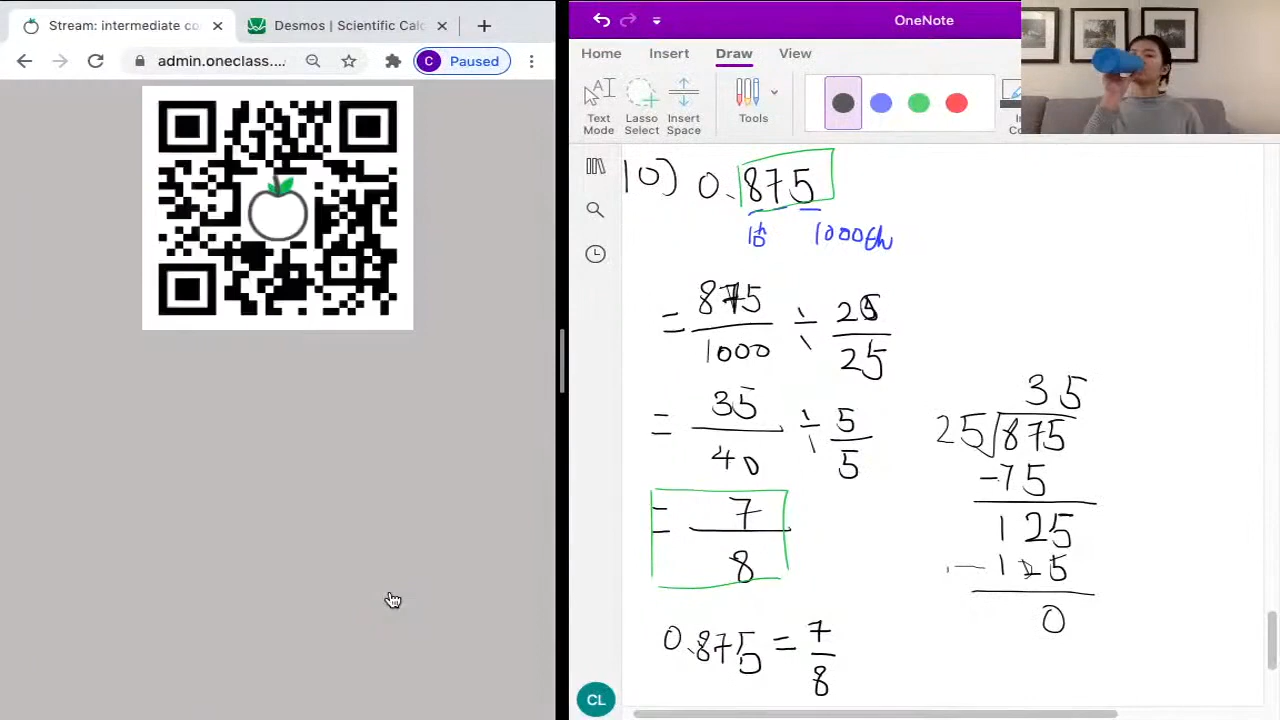 Stream: intermediate co
Desmos | Scientific Calc
admin.oneclass....
C Paused
OneNote
Home Insert Draw View
Text Mode
Lasso Select
Insert Space
Tools
10) 0.875
10th 1000th
= 875/1000 ÷ 25/25
= 35/40 ÷ 5/5
= 7/8
0.875 = 7/8
35
25√875
-75
125
-125
0
CL